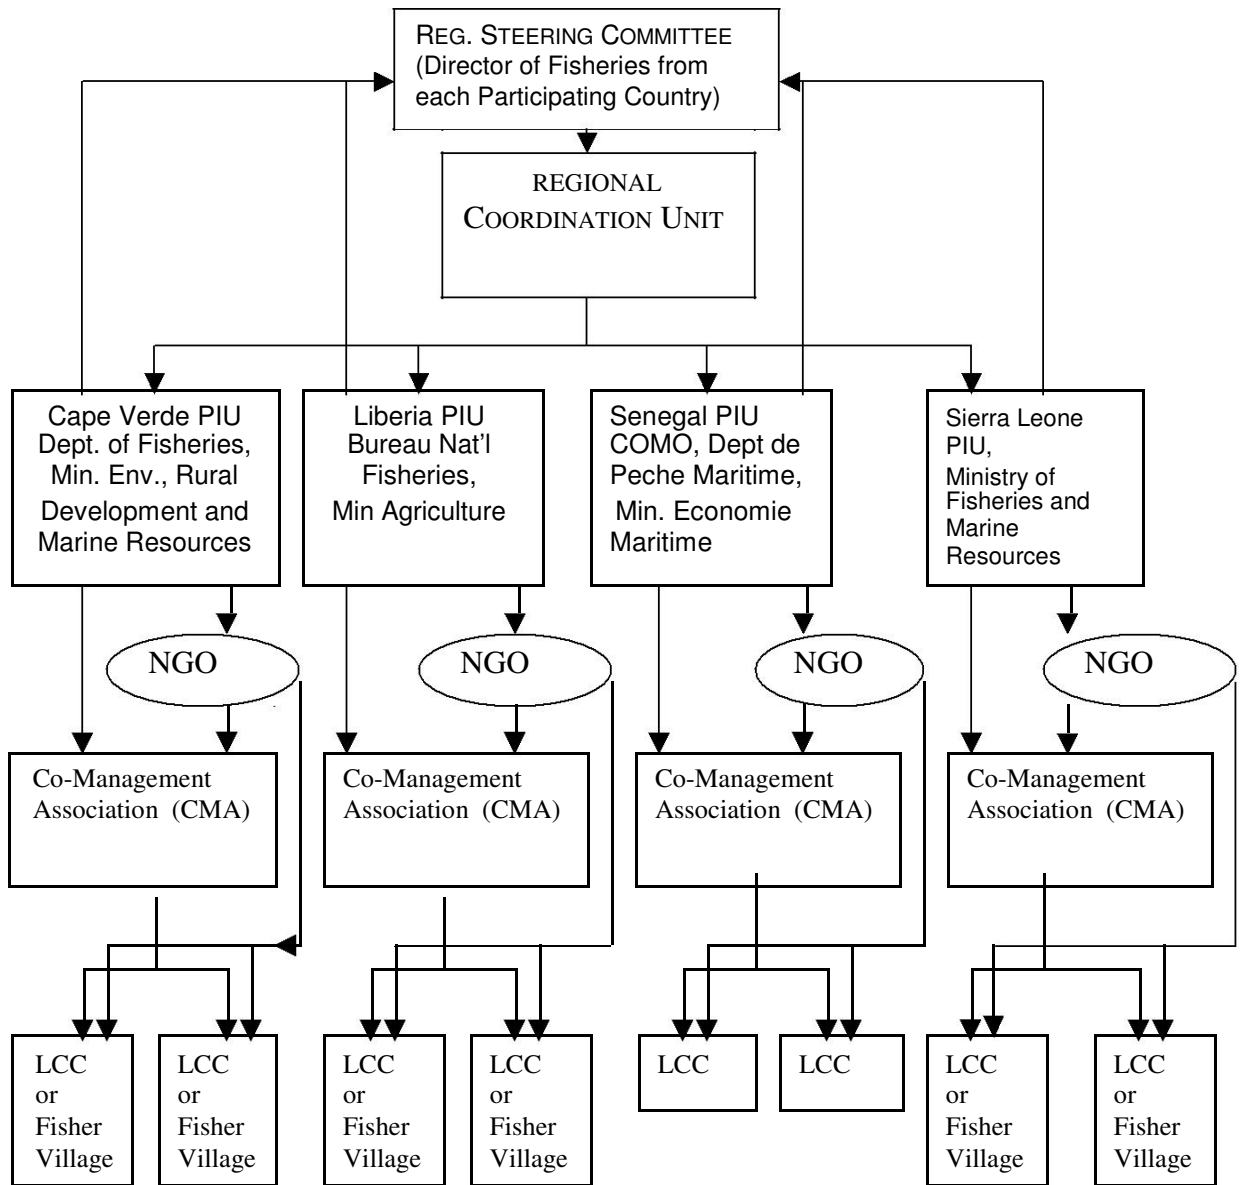 REG. STEERING COMMITTEE
(Director of Fisheries from
each Participating Country)
REGIONAL
COORDINATION UNIT
Cape Verde PIU
Dept. of Fisheries,
Min. Env., Rural
Development and
Marine Resources
Liberia PIU
Bureau Nat'l
Fisheries,
Min Agriculture
Senegal PIU
COMO, Dept de
Peche Maritime,
Min. Economie
Maritime
Sierra Leone
PIU,
Ministry of
Fisheries and
Marine
Resources
NGO
NGO
NGO
NGO
Co-Management
Association (CMA)
Co-Management
Association (CMA)
Co-Management
Association (CMA)
Co-Management
Association (CMA)
LCC
or
Fisher
Village
LCC
or
Fisher
Village
LCC
or
Fisher
Village
LCC
or
Fisher
Village
LCC
LCC
LCC
or
Fisher
Village
LCC
or
Fisher
Village